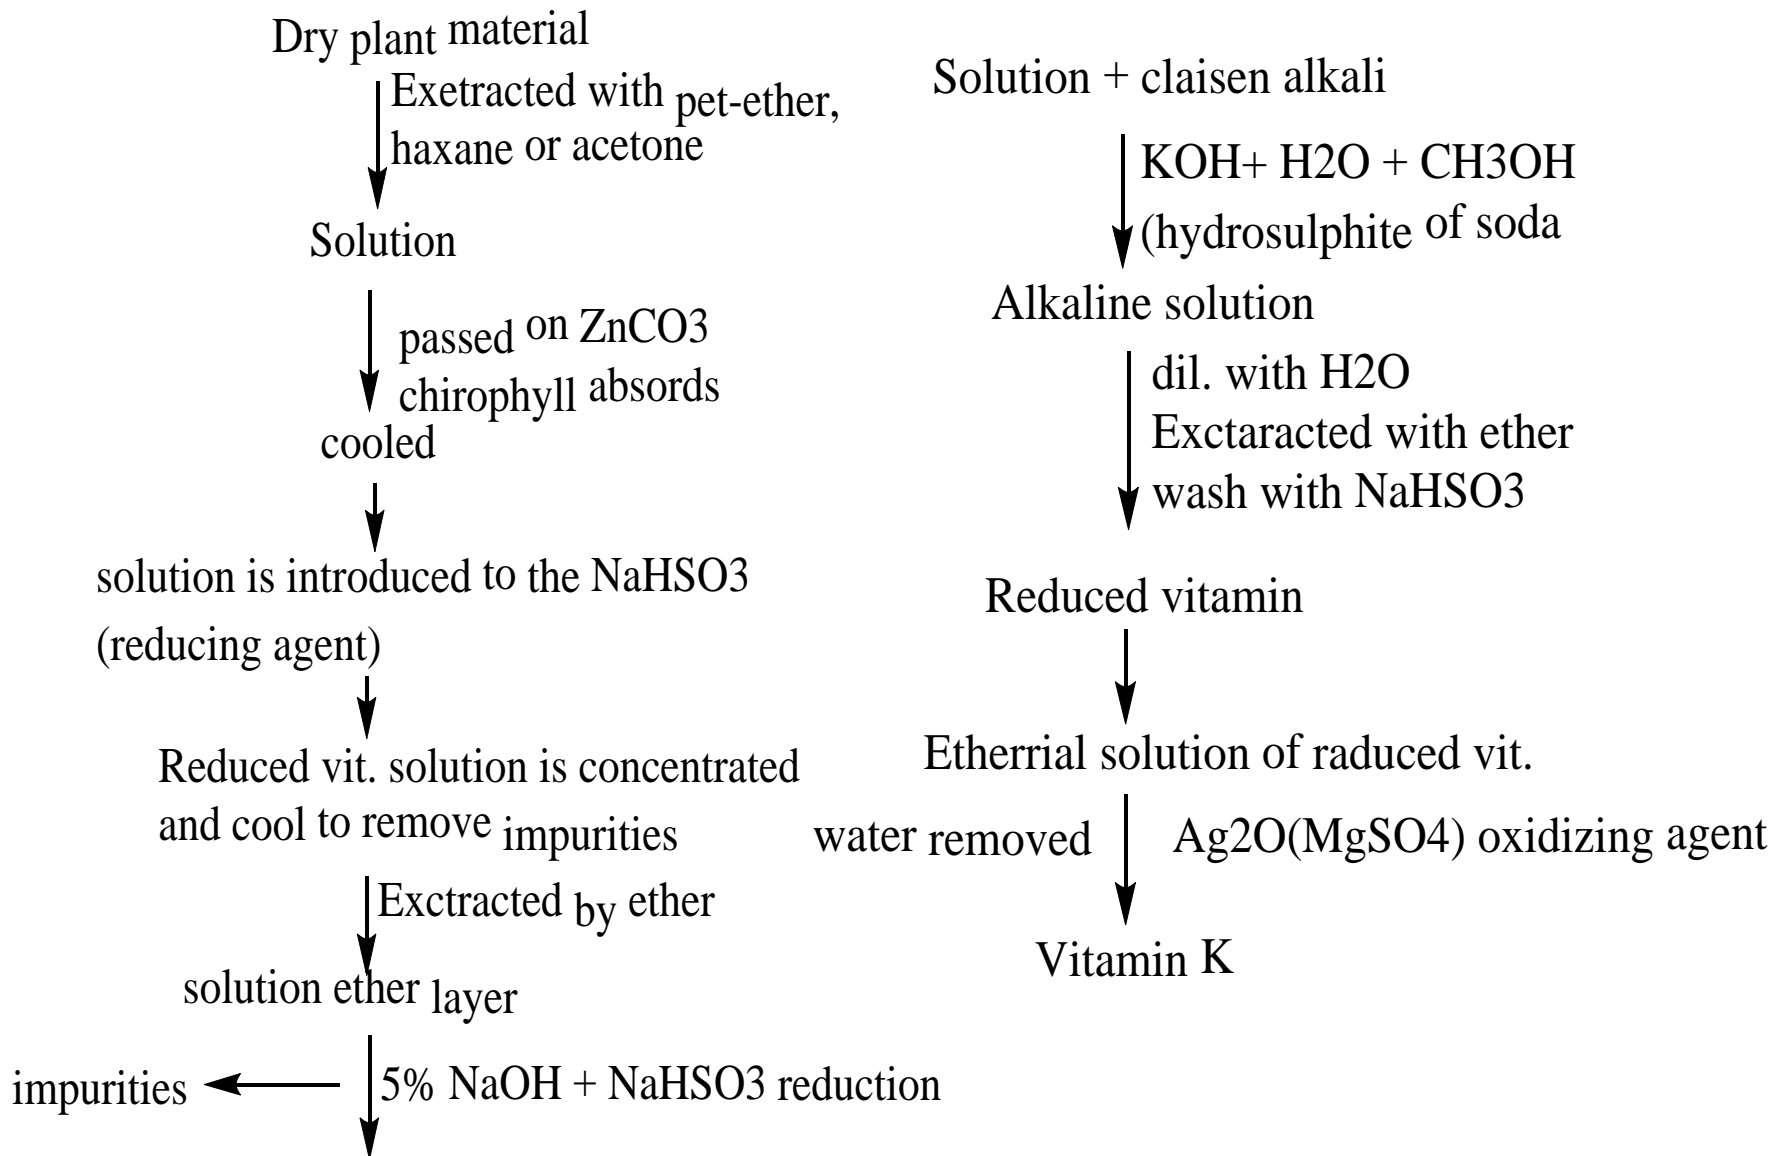 Dry plant material
Exetracted with pet-ether,
haxane or acetone
Solution
passed on ZnCO3
chirophyll absords
cooled
solution is introduced to the NaHSO3
(reducing agent)
Reduced vit. solution is concentrated
and cool to remove impurities
Exctracted by ether
solution ether layer
impurities
5% NaOH + NaHSO3 reduction
Solution + claisen alkali
KOH+ H2O + CH3OH
(hydrosulphite of soda
Alkaline solution
dil. with H2O
Exctaracted with ether
wash with NaHSO3
Reduced vitamin
Etherrial solution of raduced vit.
water removed
Ag2O(MgSO4) oxidizing agent
Vitamin K